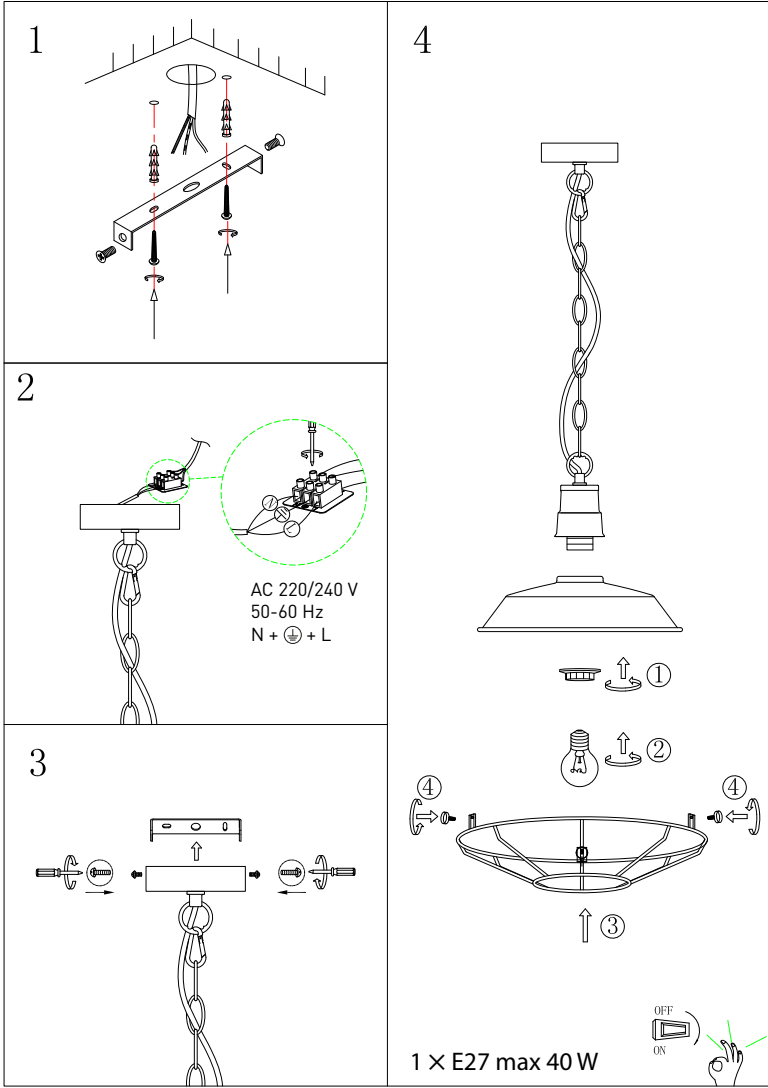 1
2
AC 220/240 V
50-60 Hz
N + ⏚ + L
3
4
①
②
④
④
③
OFF
ON
1 × E27 max 40 W